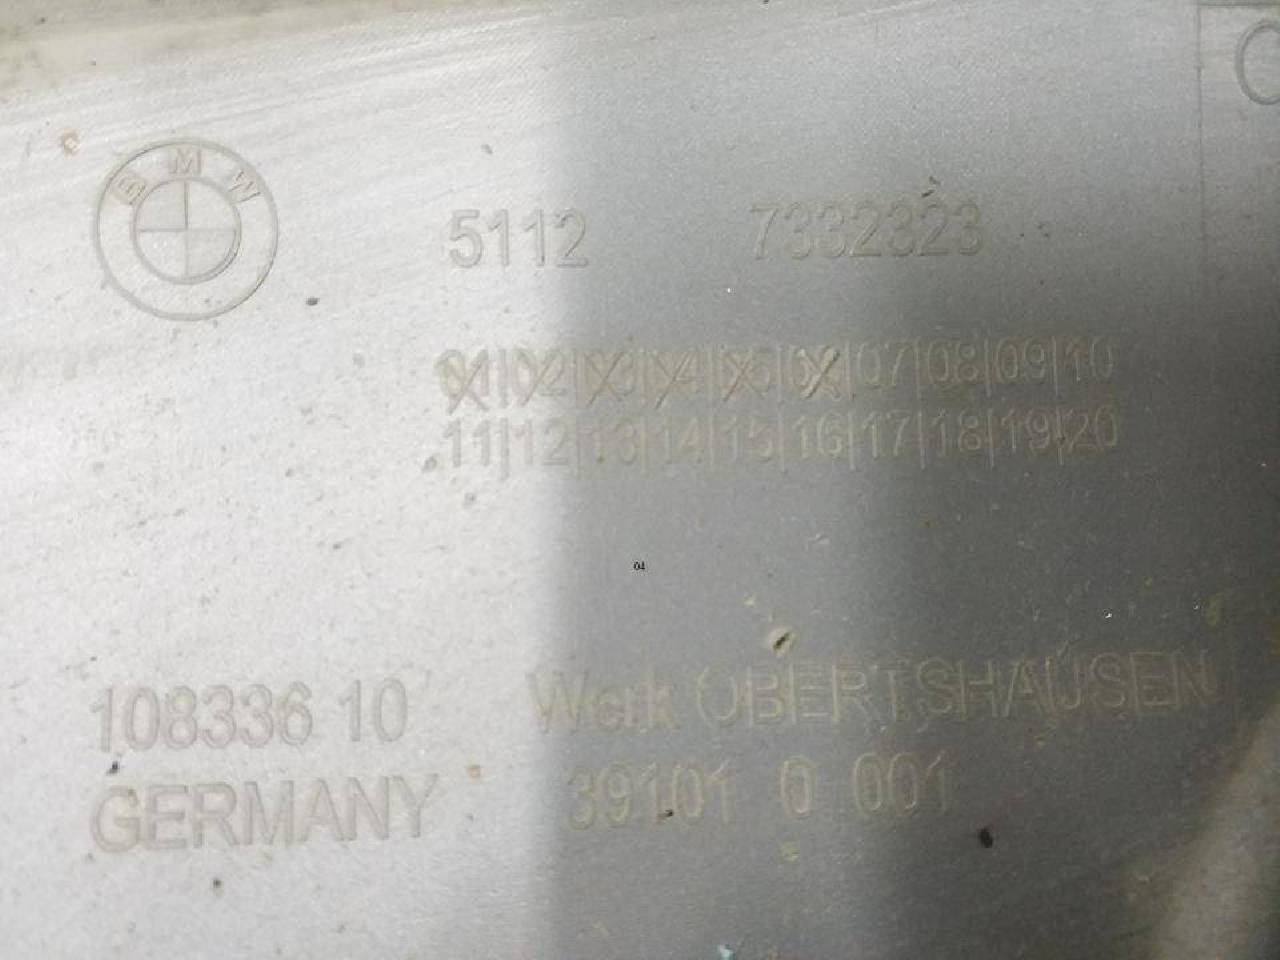 C
BMW
5112 7332323
01|02|03|04|05|06|07|08|09|10
11|12|13|14|15|16|17|18|19|20
04
108336 10 Werk OBERTSHAUSEN
GERMANY 39101 0 001